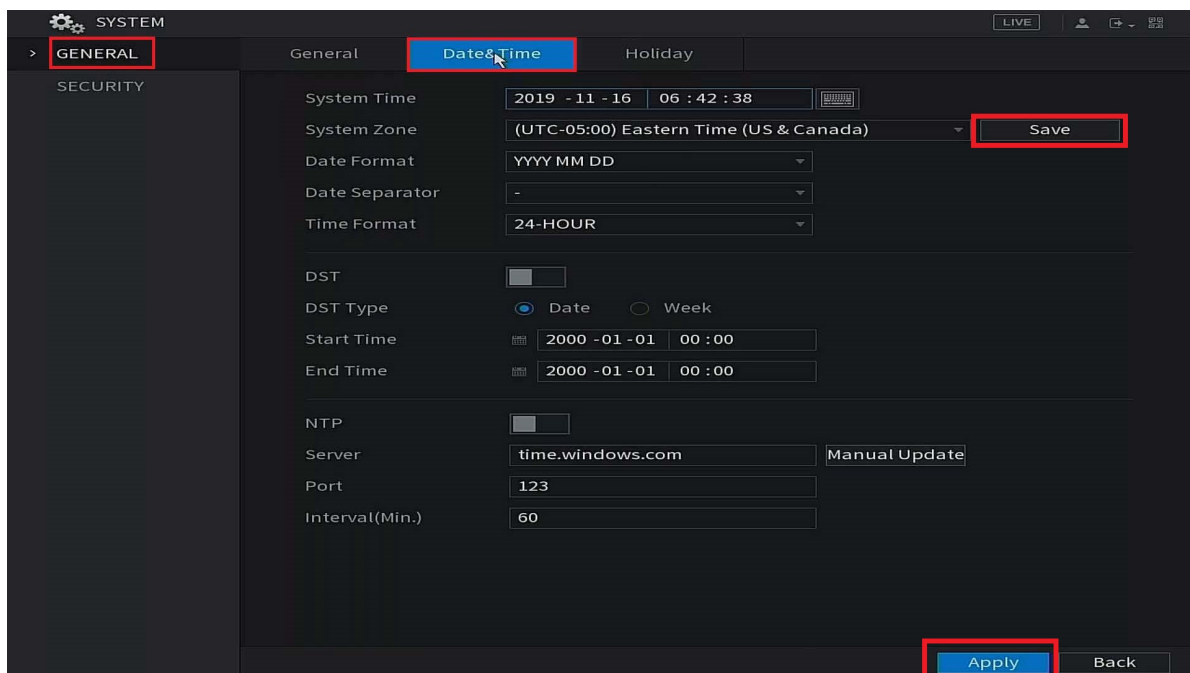 SYSTEM LIVE
> GENERAL General Date&Time Holiday
SECURITY
System Time 2019 -11 -16 06 : 42 : 38
System Zone (UTC-05:00) Eastern Time (US & Canada) Save
Date Format YYYY MM DD
Date Separator -
Time Format 24-HOUR
DST
DST Type Date Week
Start Time 2000 -01 -01 00 : 00
End Time 2000 -01 -01 00 : 00
NTP
Server time.windows.com Manual Update
Port 123
Interval(Min.) 60
Apply Back